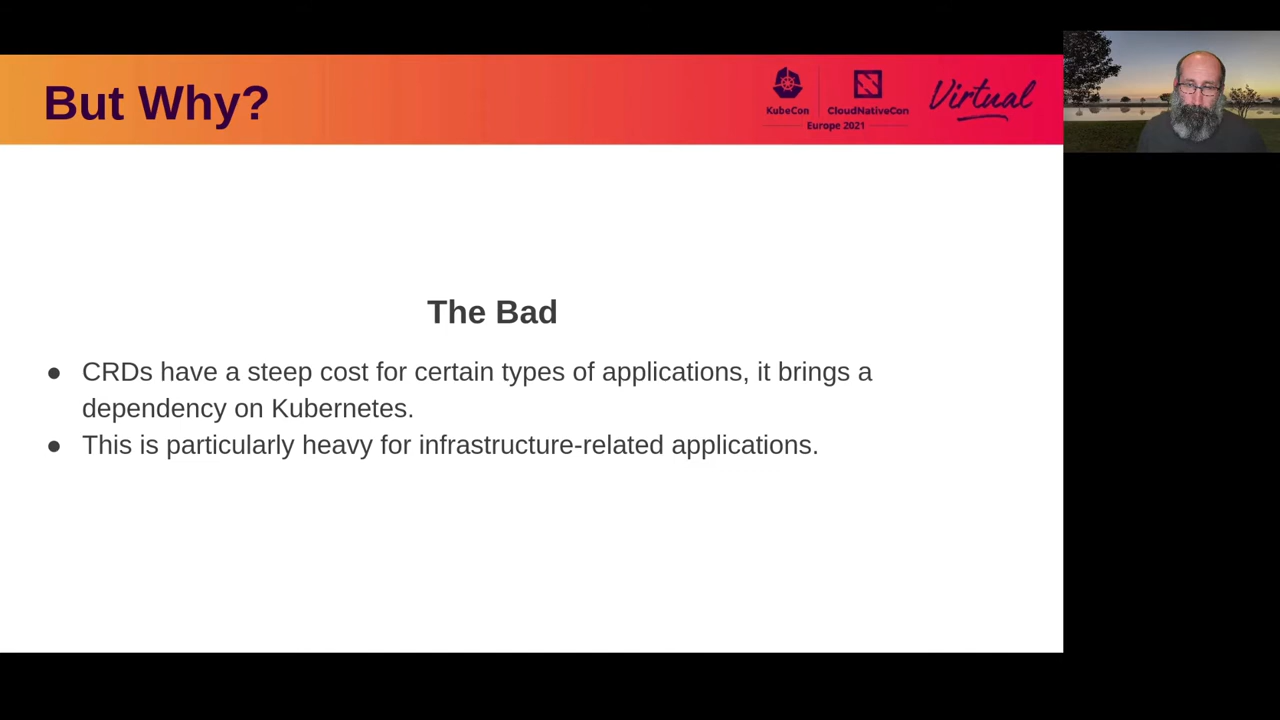 But Why?
KubeCon
CloudNativeCon
Europe 2021
Virtual
The Bad
● CRDs have a steep cost for certain types of applications, it brings a
dependency on Kubernetes.
● This is particularly heavy for infrastructure-related applications.